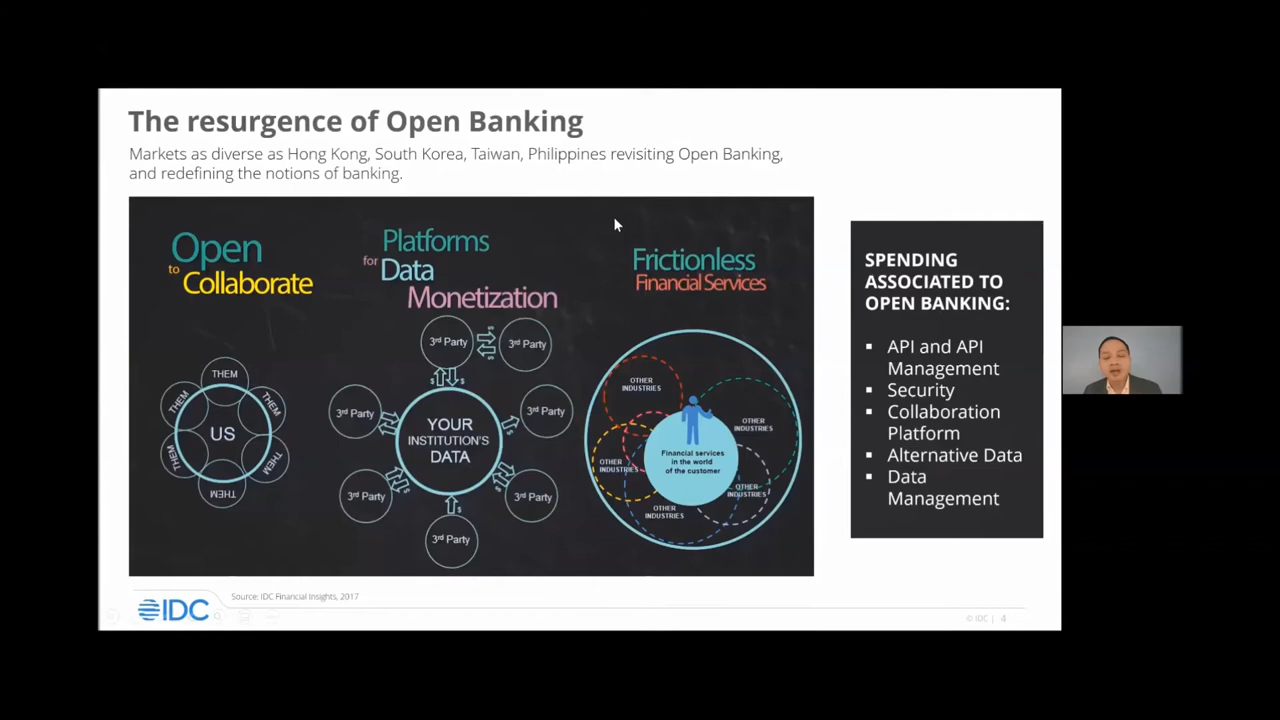 The resurgence of Open Banking
Markets as diverse as Hong Kong, South Korea, Taiwan, Philippines revisiting Open Banking,
and redefining the notions of banking.
Open
to Collaborate
THEM
THEM
THEM
THEM
THEM
THEM
US
Platforms
for Data
Monetization
3rd Party
3rd Party
3rd Party
3rd Party
3rd Party
3rd Party
3rd Party
$
$
$
$
$
$
$
$
$
YOUR
INSTITUTION'S
DATA
Frictionless
Financial Services
OTHER
INDUSTRIES
OTHER
INDUSTRIES
OTHER
INDUSTRIES
OTHER
INDUSTRIES
OTHER
INDUSTRIES
Financial services
in the world
of the customer
SPENDING
ASSOCIATED TO
OPEN BANKING:
▪ API and API
Management
▪ Security
▪ Collaboration
Platform
▪ Alternative Data
▪ Data
Management
IDC
Source: IDC Financial Insights, 2017
© IDC | 4